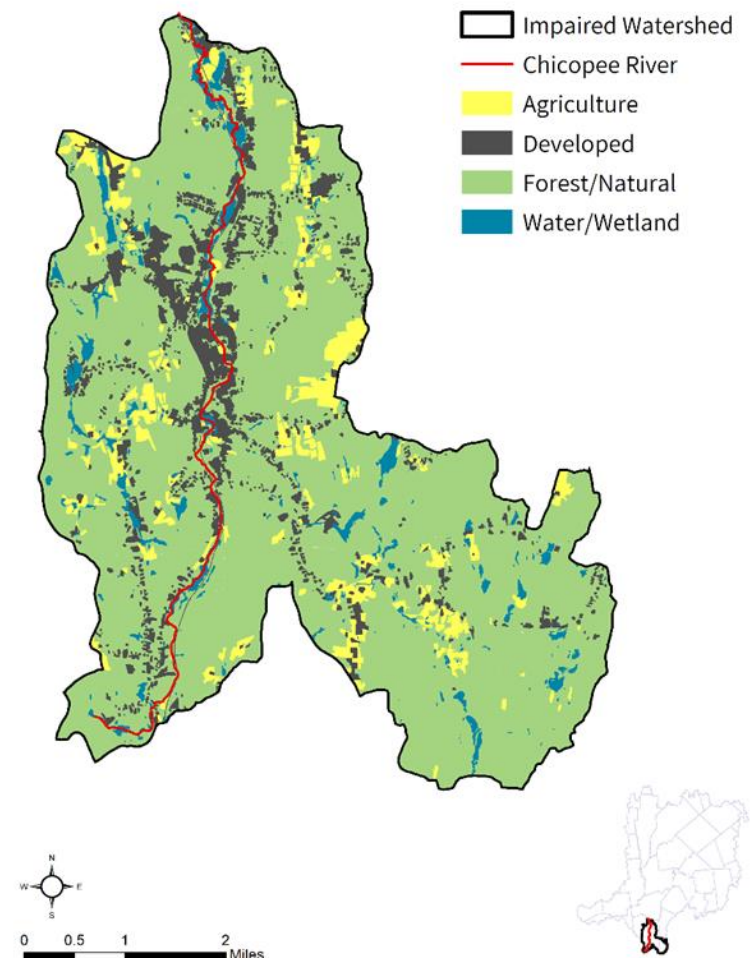 Impaired Watershed
Chicopee River
Agriculture
Developed
Forest/Natural
Water/Wetland
N
W E
S
0 0.5 1 2
Miles